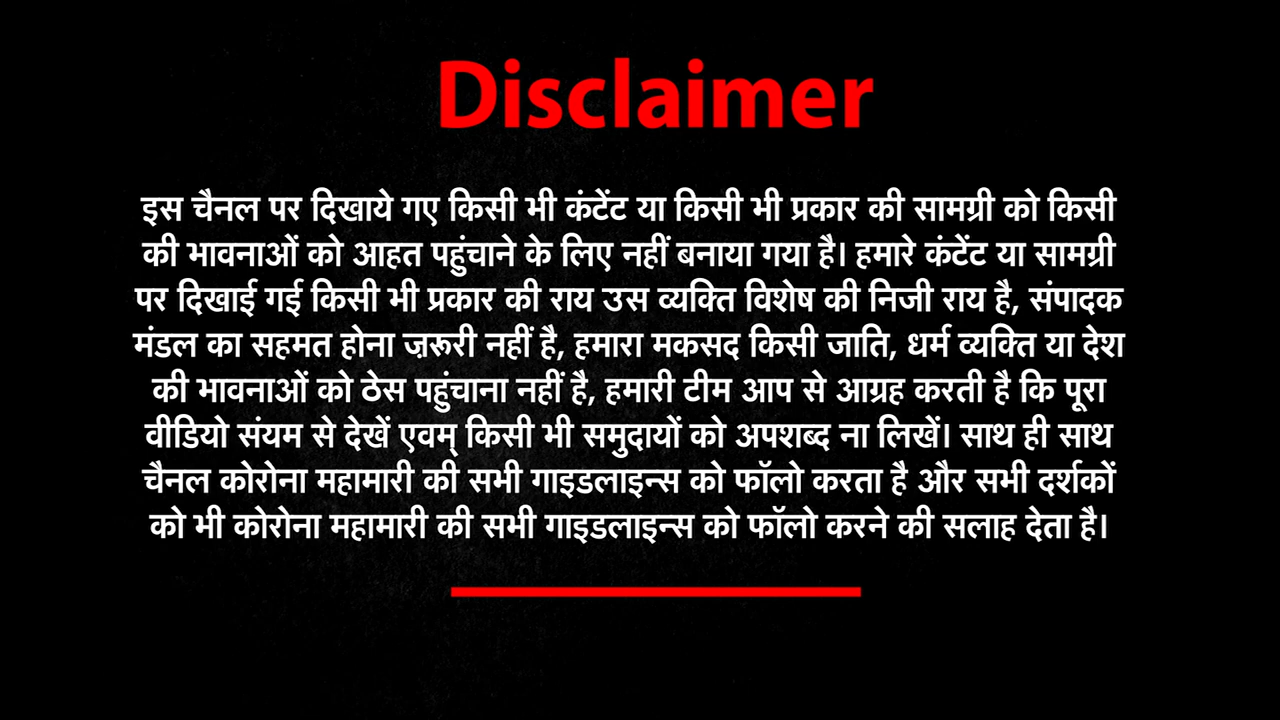 Disclaimer
इस चैनल पर दिखाये गए किसी भी कंटेंट या किसी भी प्रकार की सामग्री को किसी
की भावनाओं को आहत पहुंचाने के लिए नहीं बनाया गया है। हमारे कंटेंट या सामग्री
पर दिखाई गई किसी भी प्रकार की राय उस व्यक्ति विशेष की निजी राय है, संपादक
मंडल का सहमत होना ज़रूरी नहीं है, हमारा मकसद किसी जाति, धर्म व्यक्ति या देश
की भावनाओं को ठेस पहुंचाना नहीं है, हमारी टीम आप से आग्रह करती है कि पूरा
वीडियो संयम से देखें एवम् किसी भी समुदायों को अपशब्द ना लिखें। साथ ही साथ
चैनल कोरोना महामारी की सभी गाइडलाइन्स को फॉलो करता है और सभी दर्शकों
को भी कोरोना महामारी की सभी गाइडलाइन्स को फॉलो करने की सलाह देता है।